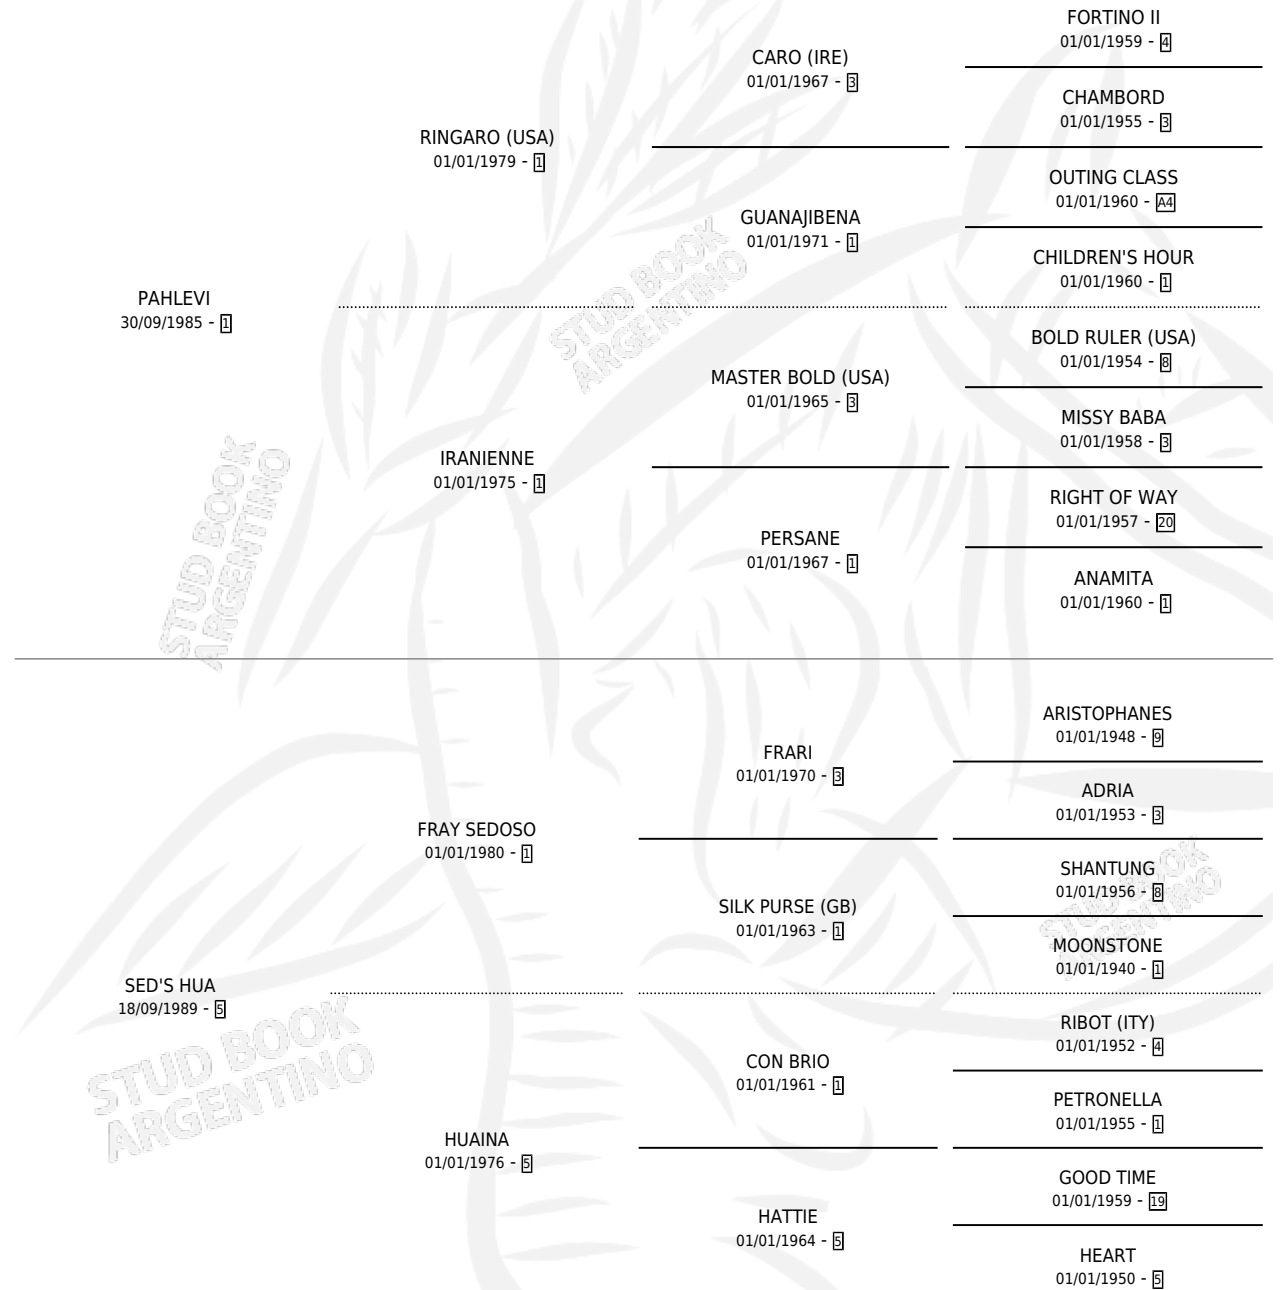 FORTINO II
01/01/1959 - 4
CARO (IRE)
01/01/1967 - 3
CHAMBORD
01/01/1955 - 3
RINGARO (USA)
01/01/1979 - 1
OUTING CLASS
01/01/1960 - A4
GUANAJIBENA
01/01/1971 - 1
CHILDREN'S HOUR
01/01/1960 - 1
PAHLEVI
30/09/1985 - 1
BOLD RULER (USA)
01/01/1954 - 8
MASTER BOLD (USA)
01/01/1965 - 3
MISSY BABA
01/01/1958 - 3
IRANIENNE
01/01/1975 - 1
RIGHT OF WAY
01/01/1957 - 20
PERSANE
01/01/1967 - 1
ANAMITA
01/01/1960 - 1
STUD BOOK
ARGENTINO
STUD BOOK
ARGENTINO
ARISTOPHANES
01/01/1948 - 9
FRARI
01/01/1970 - 3
ADRIA
01/01/1953 - 3
FRAY SEDOSO
01/01/1980 - 1
SHANTUNG
01/01/1956 - 8
SILK PURSE (GB)
01/01/1963 - 1
MOONSTONE
01/01/1940 - 1
SED'S HUA
18/09/1989 - 5
RIBOT (ITY)
01/01/1952 - 4
CON BRIO
01/01/1961 - 1
PETRONELLA
01/01/1955 - 1
HUAINA
01/01/1976 - 5
GOOD TIME
01/01/1959 - 19
HATTIE
01/01/1964 - 5
HEART
01/01/1950 - 5
STUD BOOK
ARGENTINO
STUD BOOK
ARGENTINO